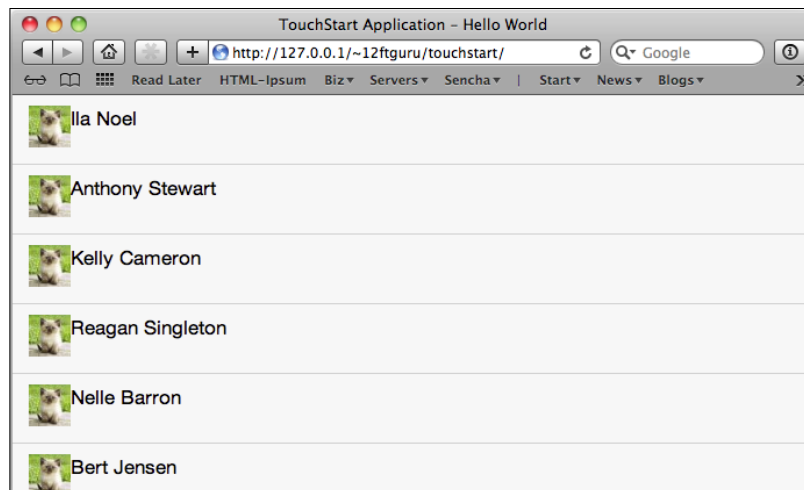 TouchStart Application – Hello World
http://127.0.0.1/~12ftguru/touchstart/
Google
Read Later HTML-Ipsum Biz Servers Sencha | Start News Blogs
Ila Noel
Anthony Stewart
Kelly Cameron
Reagan Singleton
Nelle Barron
Bert Jensen